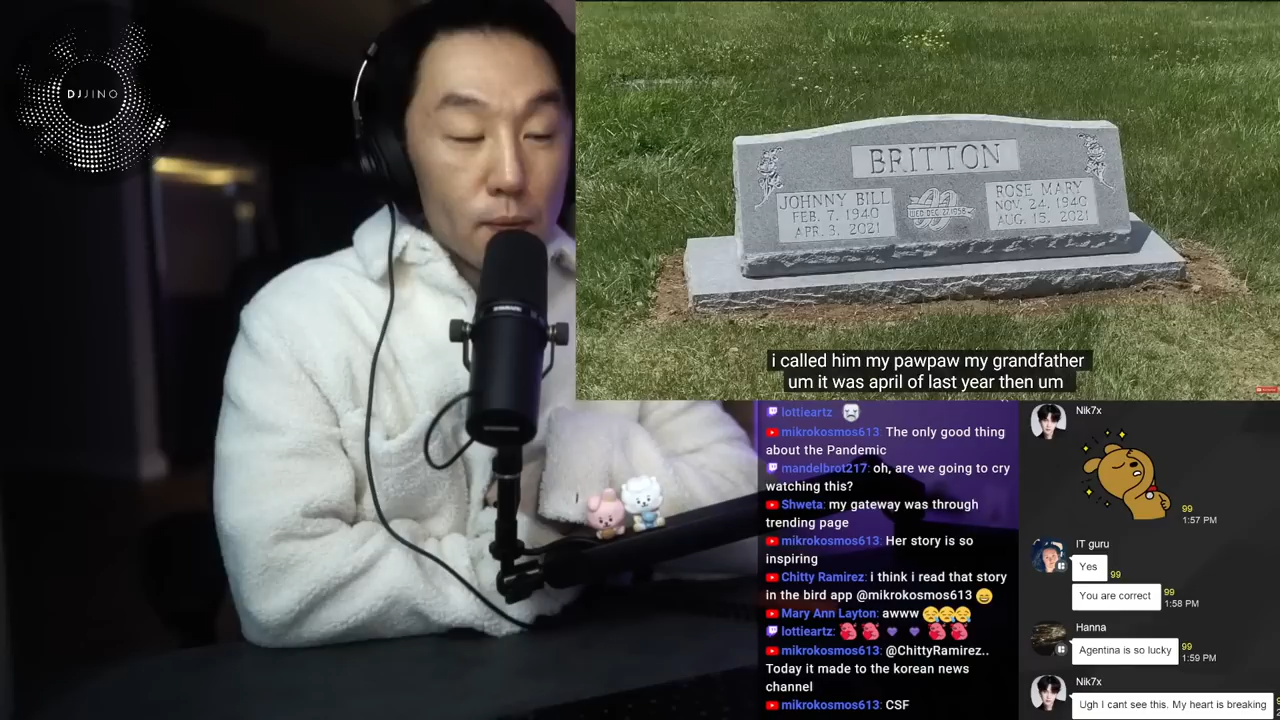 DJJINO
BRITTON
JOHNNY BILL
FEB. 7, 1940
APR. 3, 2021
WED. DEC. 27, 1958
ROSE MARY
NOV. 24, 1940
AUG. 15, 2021
i called him my pawpaw my grandfather
um it was april of last year then um
lottieartz
mikrokosmos613: The only good thing
about the Pandemic
mandelbrot217: oh, are we going to cry
watching this?
Shweta: my gateway was through
trending page
mikrokosmos613: Her story is so
inspiring
Chitty Ramirez: i think i read that story
in the bird app @mikrokosmos613 😄
Mary Ann Layton: awww 😥😥😥
lottieartz: 💜 💜
mikrokosmos613: @ChittyRamirez..
Today it made to the korean news
channel
mikrokosmos613: CSF
Nik7x
99
1:57 PM
IT guru
Yes
99
You are correct
99
1:58 PM
Hanna
Agentina is so lucky
99
1:59 PM
Nik7x
Ugh I cant see this. My heart is breaking